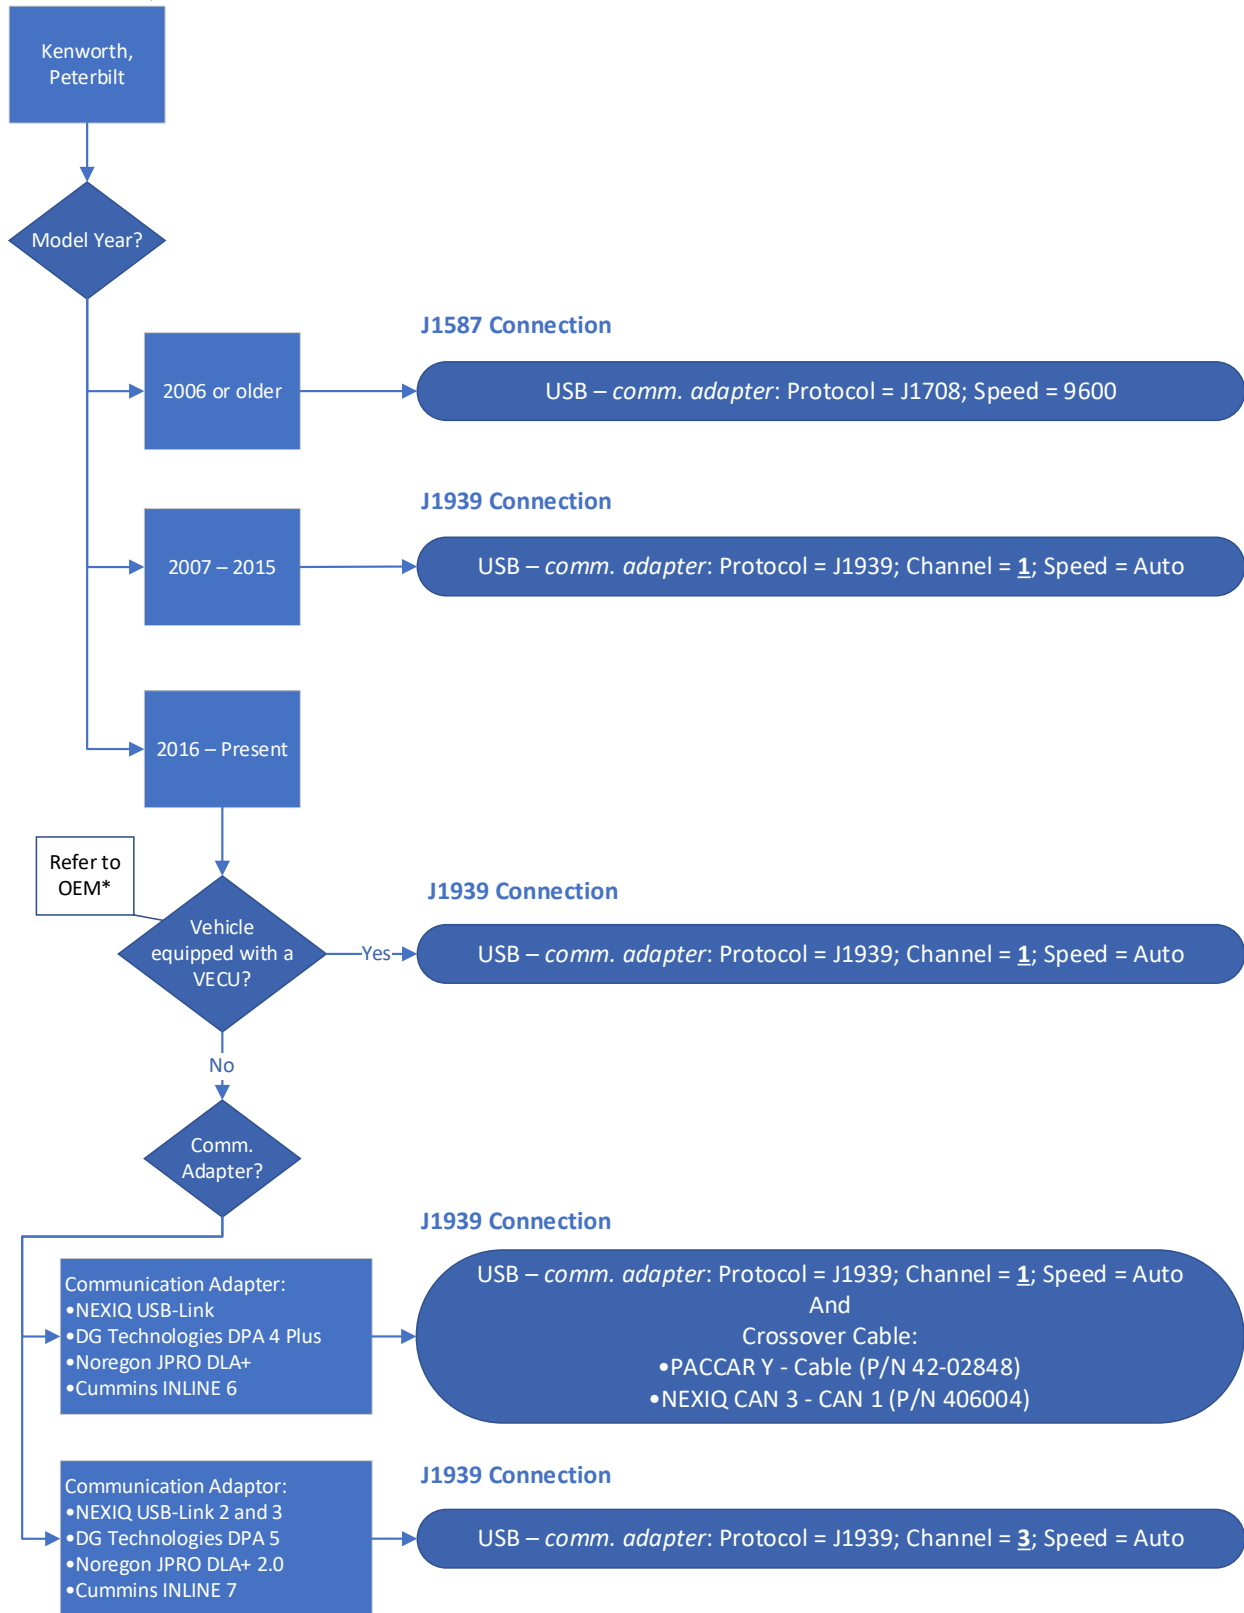 Kenworth,
Peterbilt
Model Year?
J1587 Connection
2006 or older
USB – comm. adapter: Protocol = J1708; Speed = 9600
J1939 Connection
2007 – 2015
USB – comm. adapter: Protocol = J1939; Channel = 1; Speed = Auto
2016 – Present
Refer to
OEM*
Vehicle
equipped with a
VECU?
Yes
J1939 Connection
USB – comm. adapter: Protocol = J1939; Channel = 1; Speed = Auto
No
Comm.
Adapter?
J1939 Connection
Communication Adapter:
•NEXIQ USB-Link
•DG Technologies DPA 4 Plus
•Noregon JPRO DLA+
•Cummins INLINE 6
USB – comm. adapter: Protocol = J1939; Channel = 1; Speed = Auto
And
Crossover Cable:
•PACCAR Y - Cable (P/N 42-02848)
•NEXIQ CAN 3 - CAN 1 (P/N 406004)
J1939 Connection
Communication Adaptor:
•NEXIQ USB-Link 2 and 3
•DG Technologies DPA 5
•Noregon JPRO DLA+ 2.0
•Cummins INLINE 7
USB – comm. adapter: Protocol = J1939; Channel = 3; Speed = Auto